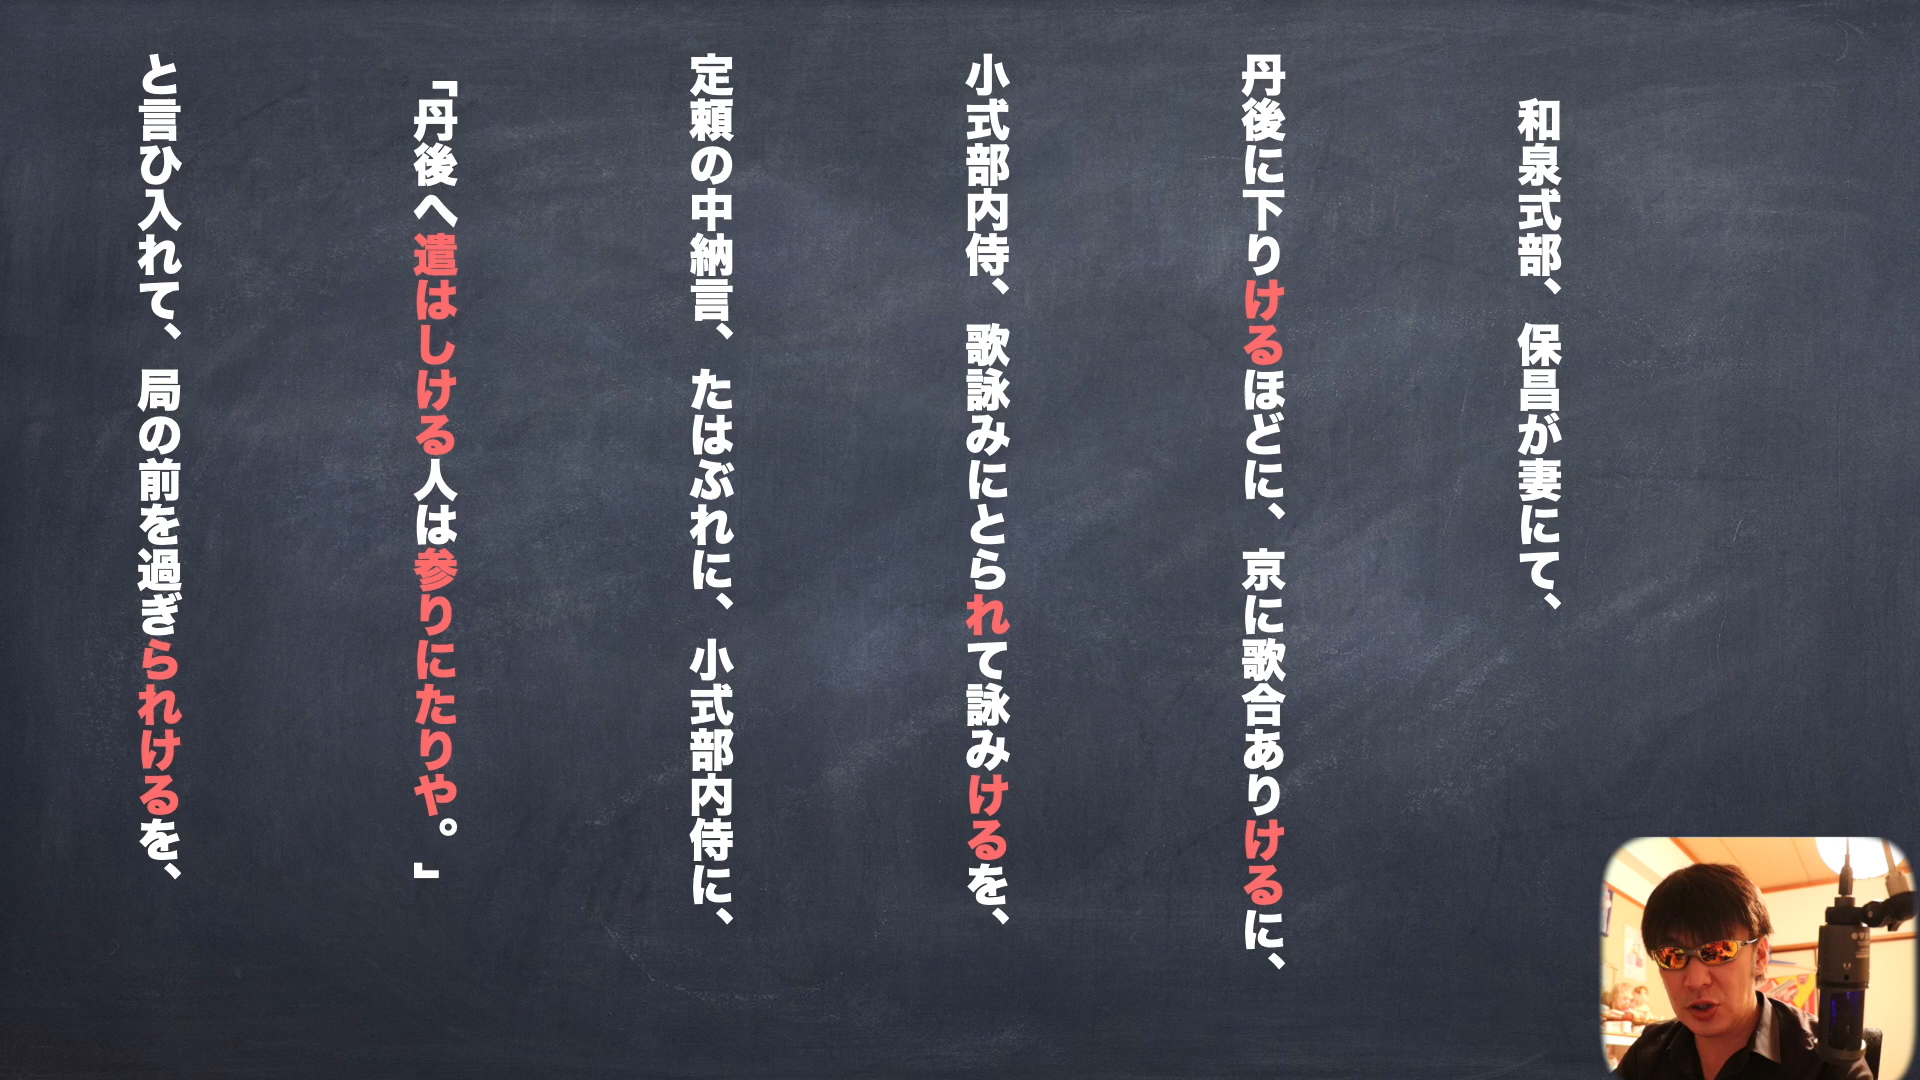 和泉式部、保昌が妻にて、
丹後に下りけるほどに、京に歌合ありけるに、
小式部内侍、歌詠みにとられて詠みけるを、
定頼の中納言、たはぶれに、小式部内侍に、
「丹後へ遣はしける人は参りにたりや。」
と言ひ入れて、局の前を過ぎられけるを、